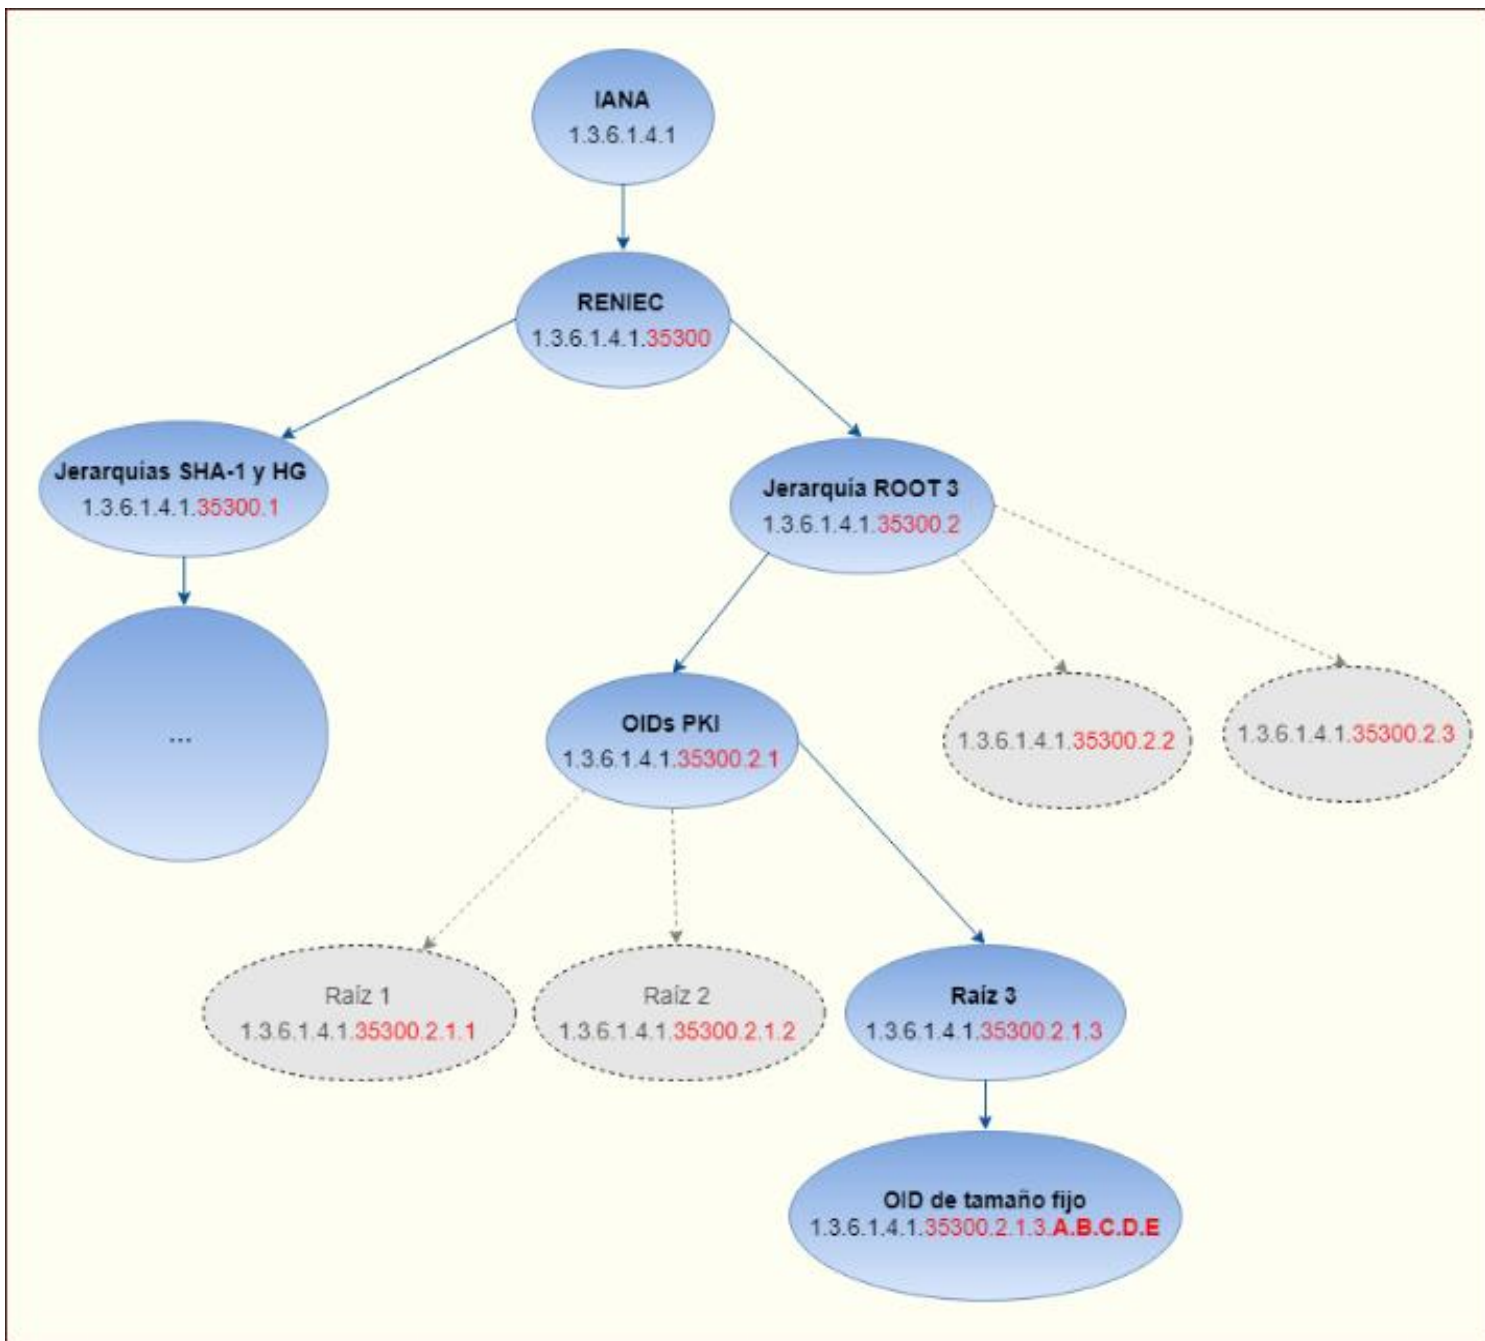 IANA
1.3.6.1.4.1
RENIEC
1.3.6.1.4.1.35300
Jerarquías SHA-1 y HG
1.3.6.1.4.1.35300.1
Jerarquía ROOT 3
1.3.6.1.4.1.35300.2
...
OIDs PKI
1.3.6.1.4.1.35300.2.1
1.3.6.1.4.1.35300.2.2
1.3.6.1.4.1.35300.2.3
Raíz 1
1.3.6.1.4.1.35300.2.1.1
Raíz 2
1.3.6.1.4.1.35300.2.1.2
Raíz 3
1.3.6.1.4.1.35300.2.1.3
OID de tamaño fijo
1.3.6.1.4.1.35300.2.1.3.A.B.C.D.E